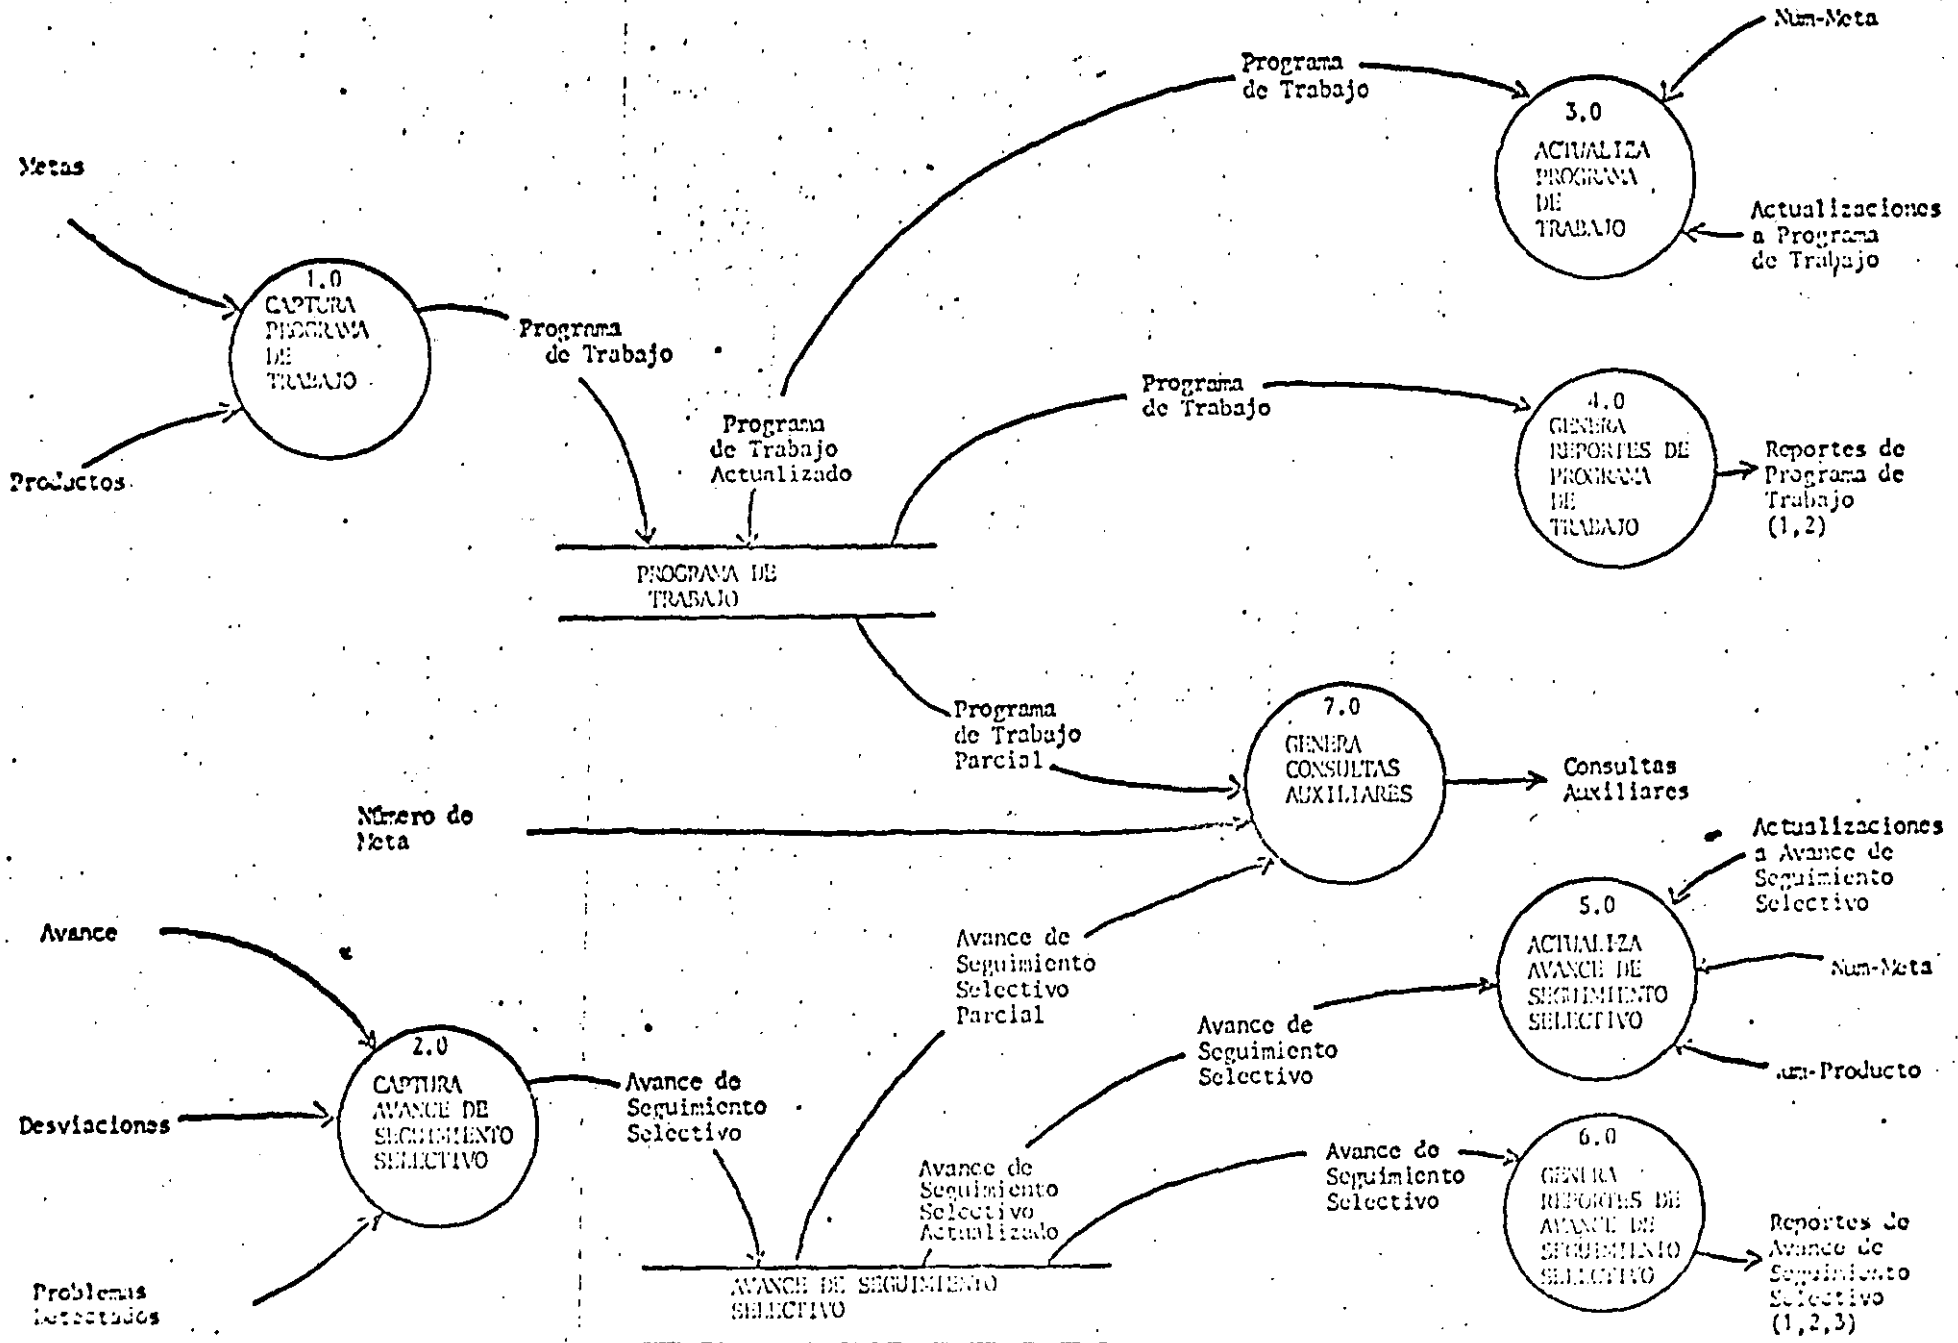 Núm-Meta
Programa
de Trabajo
3.0
ACTUALIZA
PROGRAMA
DE
TRABAJO
Actualizaciones
a Programa
de Trabajo
Metas
1.0
CAPTURA
PROGRAMA
DE
TRABAJO
Productos
Programa
de Trabajo
Programa
de Trabajo
Actualizado
Programa
de Trabajo
4.0
GENERA
REPORTES DE
PROGRAMA
DE
TRABAJO
Reportes de
Programa de
Trabajo
(1,2)
PROGRAMA DE
TRABAJO
Programa
de Trabajo
Parcial
7.0
GENERA
CONSULTAS
AUXILIARES
Consultas
Auxiliares
Número de
Meta
Actualizaciones
a Avance de
Seguimiento
Selectivo
5.0
ACTUALIZA
AVANCE DE
SEGUIMIENTO
SELECTIVO
Num-Meta
-Producto
Avance
Avance de
Seguimiento
Selectivo
Parcial
Avance de
Seguimiento
Selectivo
2.0
CAPTURA
AVANCE DE
SEGUIMIENTO
SELECTIVO
Desviaciones
Problemas
Detectados
Avance de
Seguimiento
Selectivo
Avance de
Seguimiento
Selectivo
Actualizado
Avance de
Seguimiento
Selectivo
6.0
GENERA
REPORTES DE
AVANCE DE
SEGUIMIENTO
SELECTIVO
Reportes de
Avance de
Seguimiento
Selectivo
(1,2,3)
AVANCE DE SEGUIMIENTO
SELECTIVO